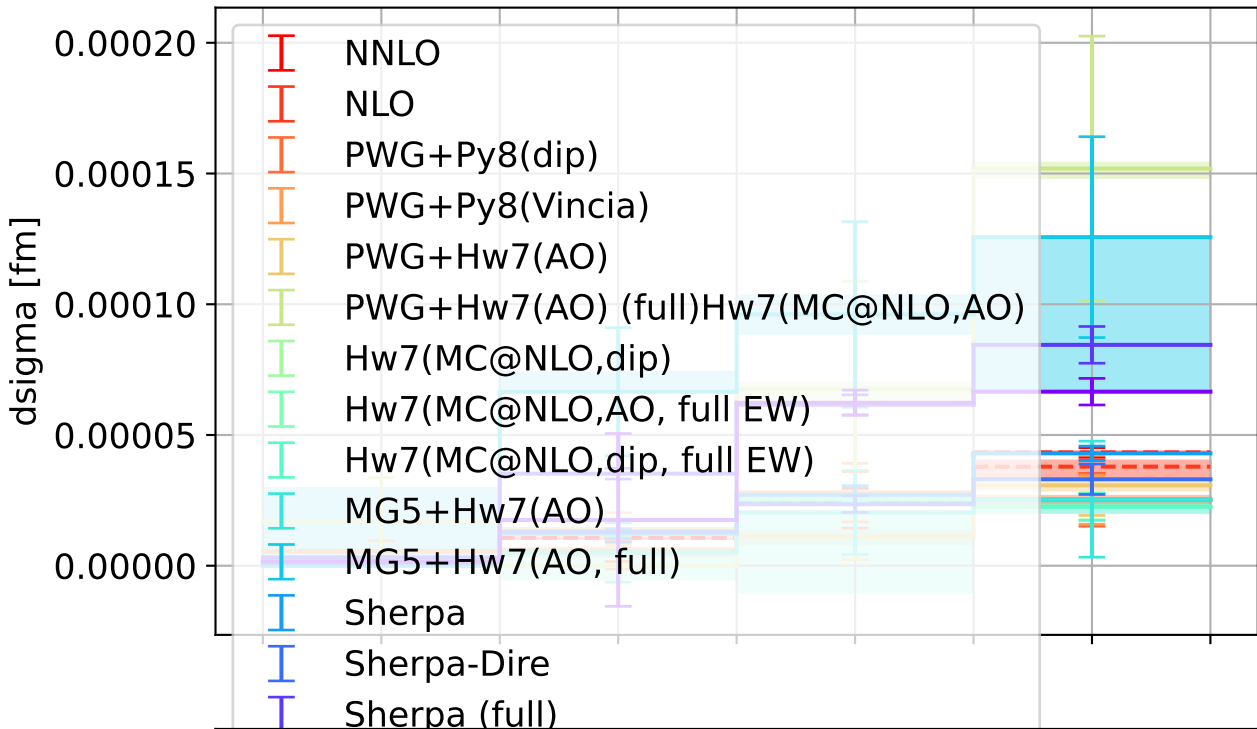 0.00020
0.00015
0.00010
0.00005
0.00000
dsigma [fm]
NNLO
NLO
PWG+Py8(dip)
PWG+Py8(Vincia)
PWG+Hw7(AO)
PWG+Hw7(AO) (full)Hw7(MC@NLO,AO)
Hw7(MC@NLO,dip)
Hw7(MC@NLO,AO, full EW)
Hw7(MC@NLO,dip, full EW)
MG5+Hw7(AO)
MG5+Hw7(AO, full)
Sherpa
Sherpa-Dire
Sherpa (full)